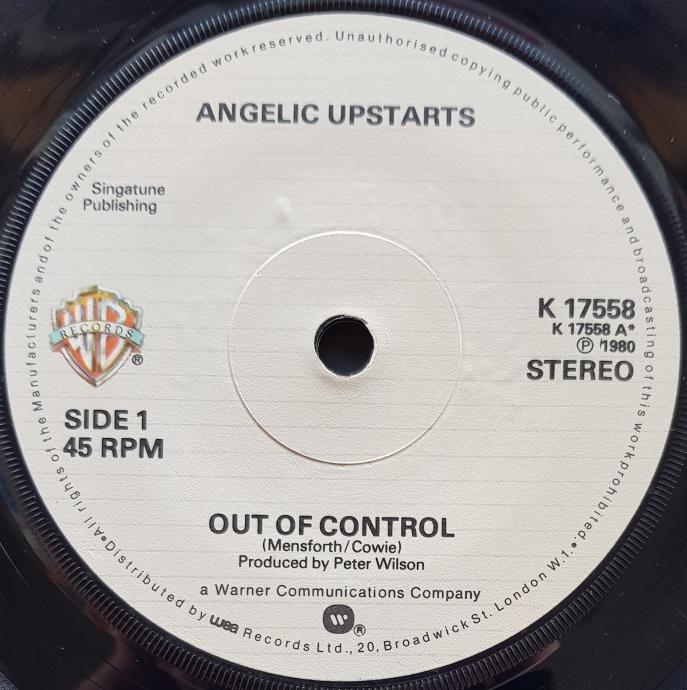 All rights of the Manufacturers and of the owners of the recorded work reserved. Unauthorised copying public performance and broadcasting of this work prohibited.
ANGELIC UPSTARTS
Singatune
Publishing
WB
RECORDS
®
K 17558
K 17558 A*
Ⓟ 1980
STEREO
SIDE 1
45 RPM
OUT OF CONTROL
(Mensforth/Cowie)
Produced by Peter Wilson
a Warner Communications Company
W ®
Distributed by wea Records Ltd., 20, Broadwick St. London W.1.